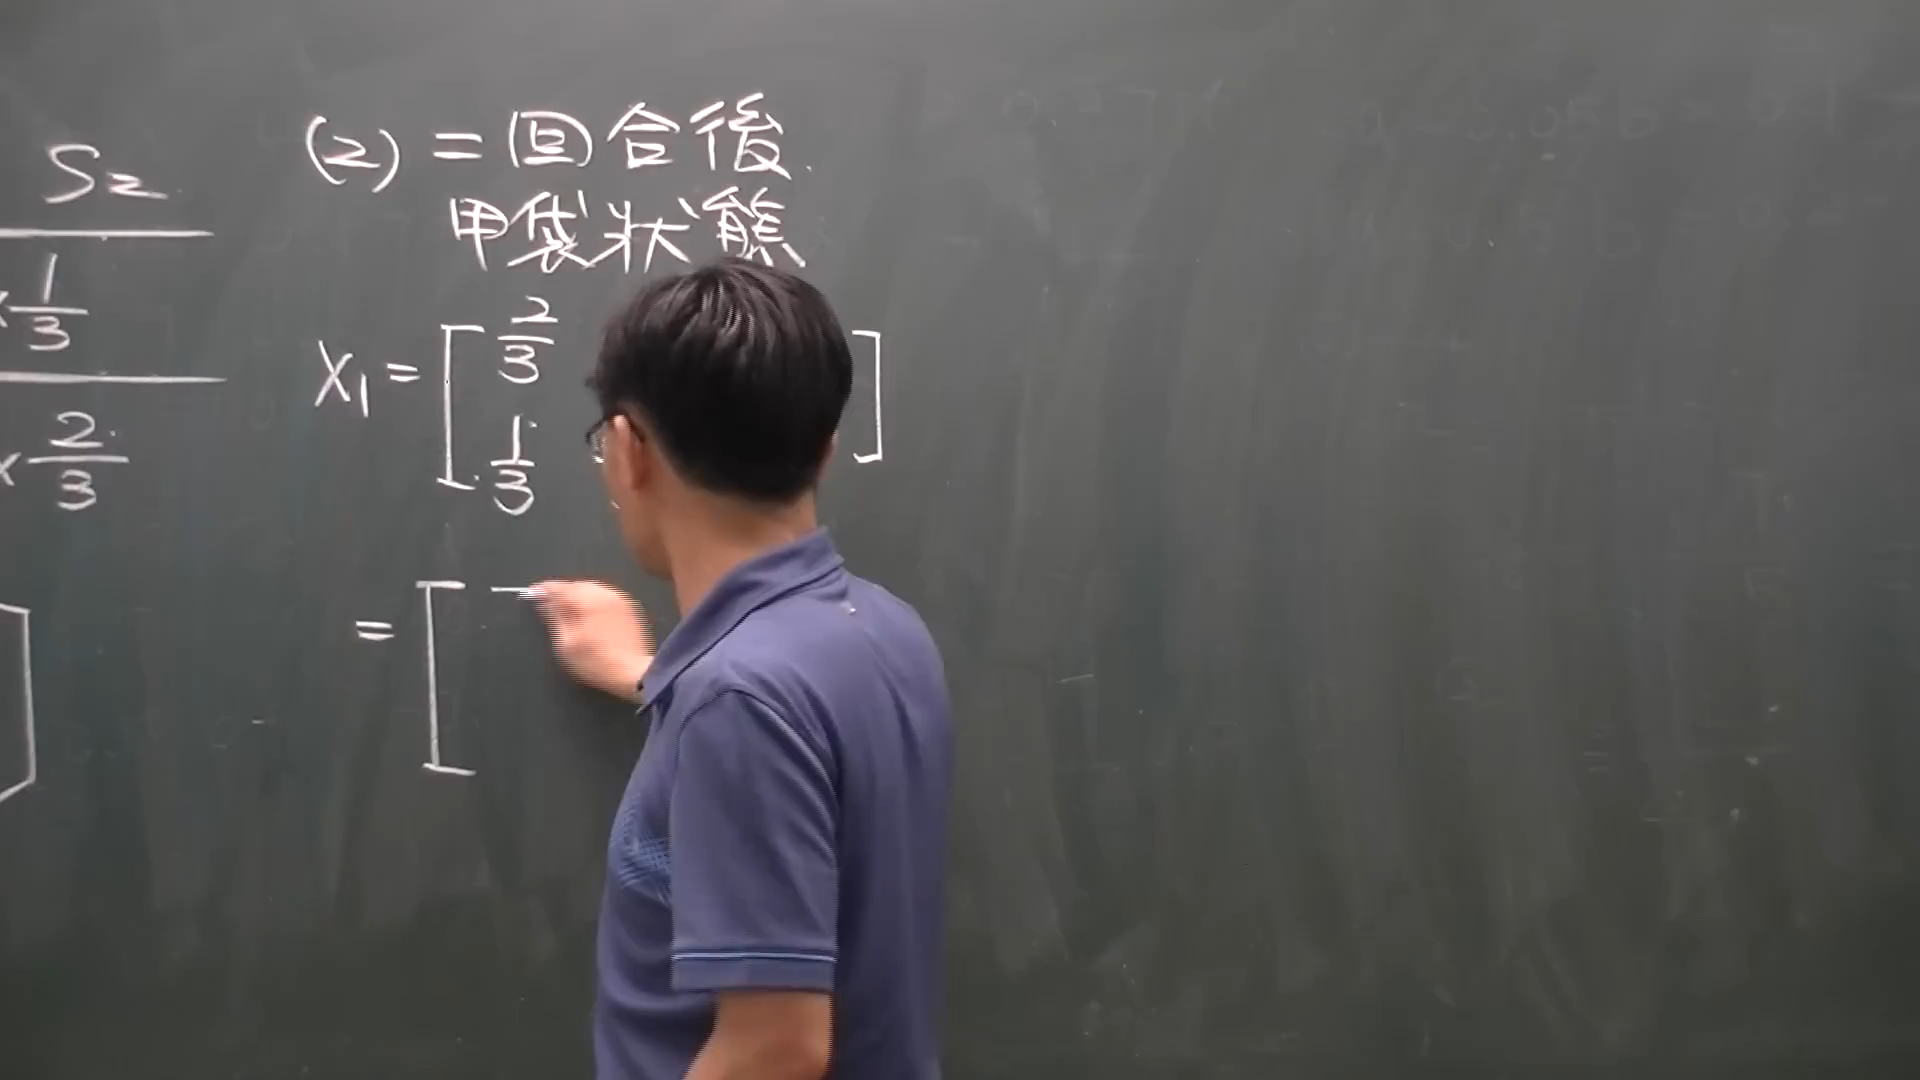 S₂
×1/3
×2/3
(2) 二回合後
甲袋狀態
X₁ = [ 2/3
1/3 ]
= [